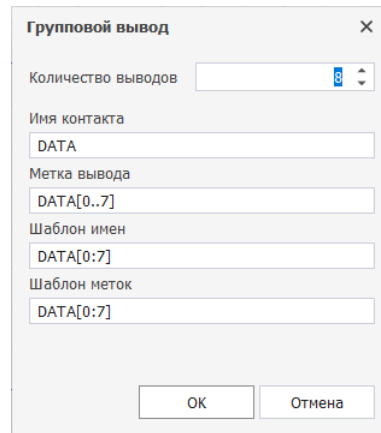 Групповой вывод
Количество выводов 8
Имя контакта
DATA
Метка вывода
DATA[0..7]
Шаблон имен
DATA[0:7]
Шаблон меток
DATA[0:7]
ОК Отмена